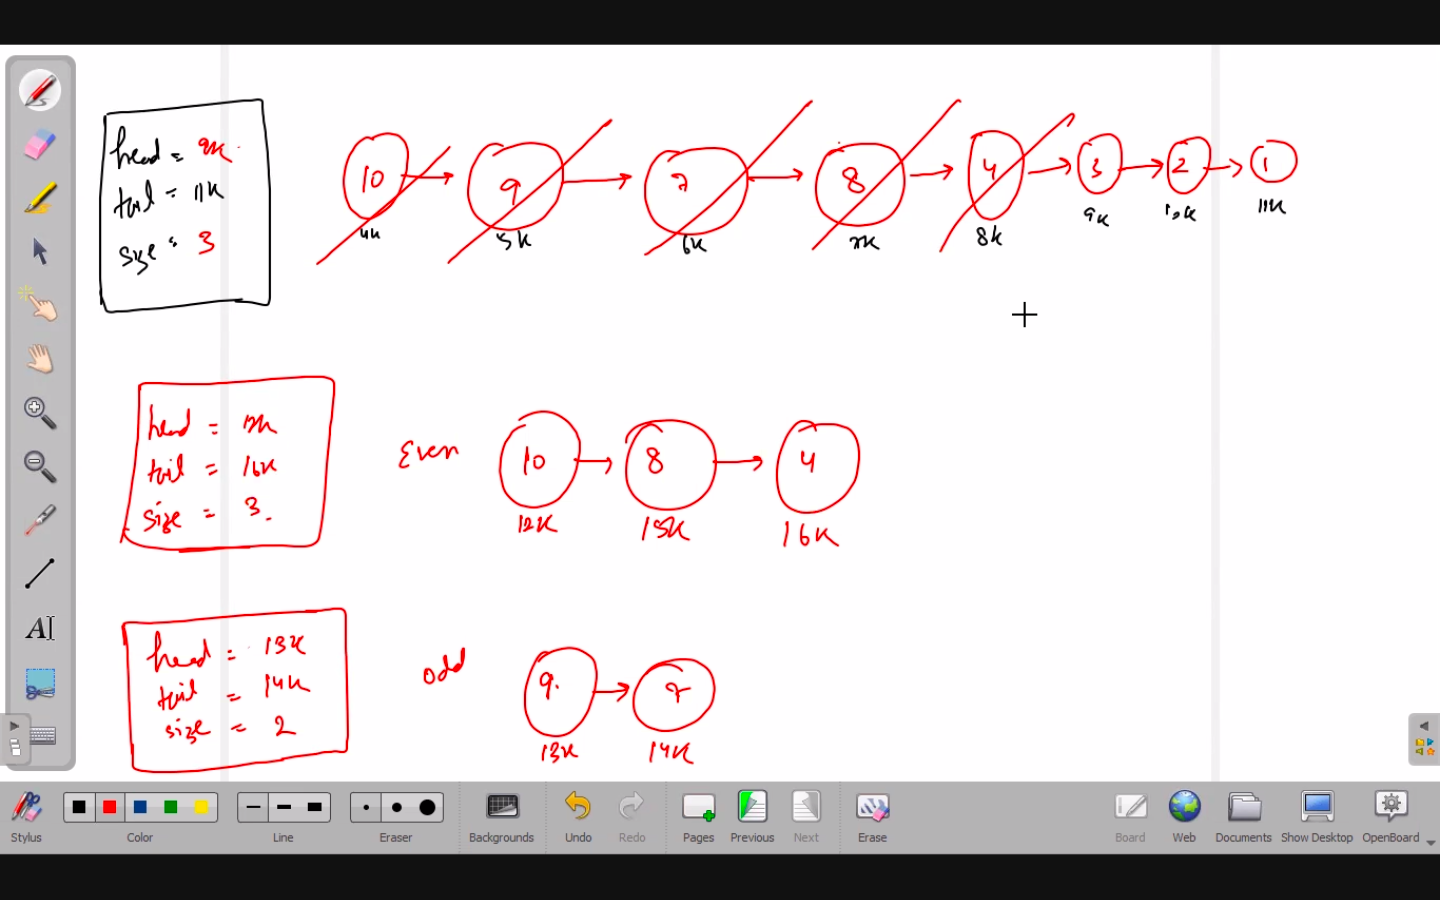 head = 9K
tail = 11K
size = 3
10 9 7 8 4 3 2 1
4K 5K 6K 7K 8K 9K 10K 11K
head = 12K
tail = 16K
size = 3
Even 10 8 4
12K 15K 16K
head = 13K
tail = 14K
size = 2
odd 9 7
13K 14K
AI
Stylus Color Line Eraser Backgrounds Undo Redo Pages Previous Next Erase Board Web Documents Show Desktop OpenBoard